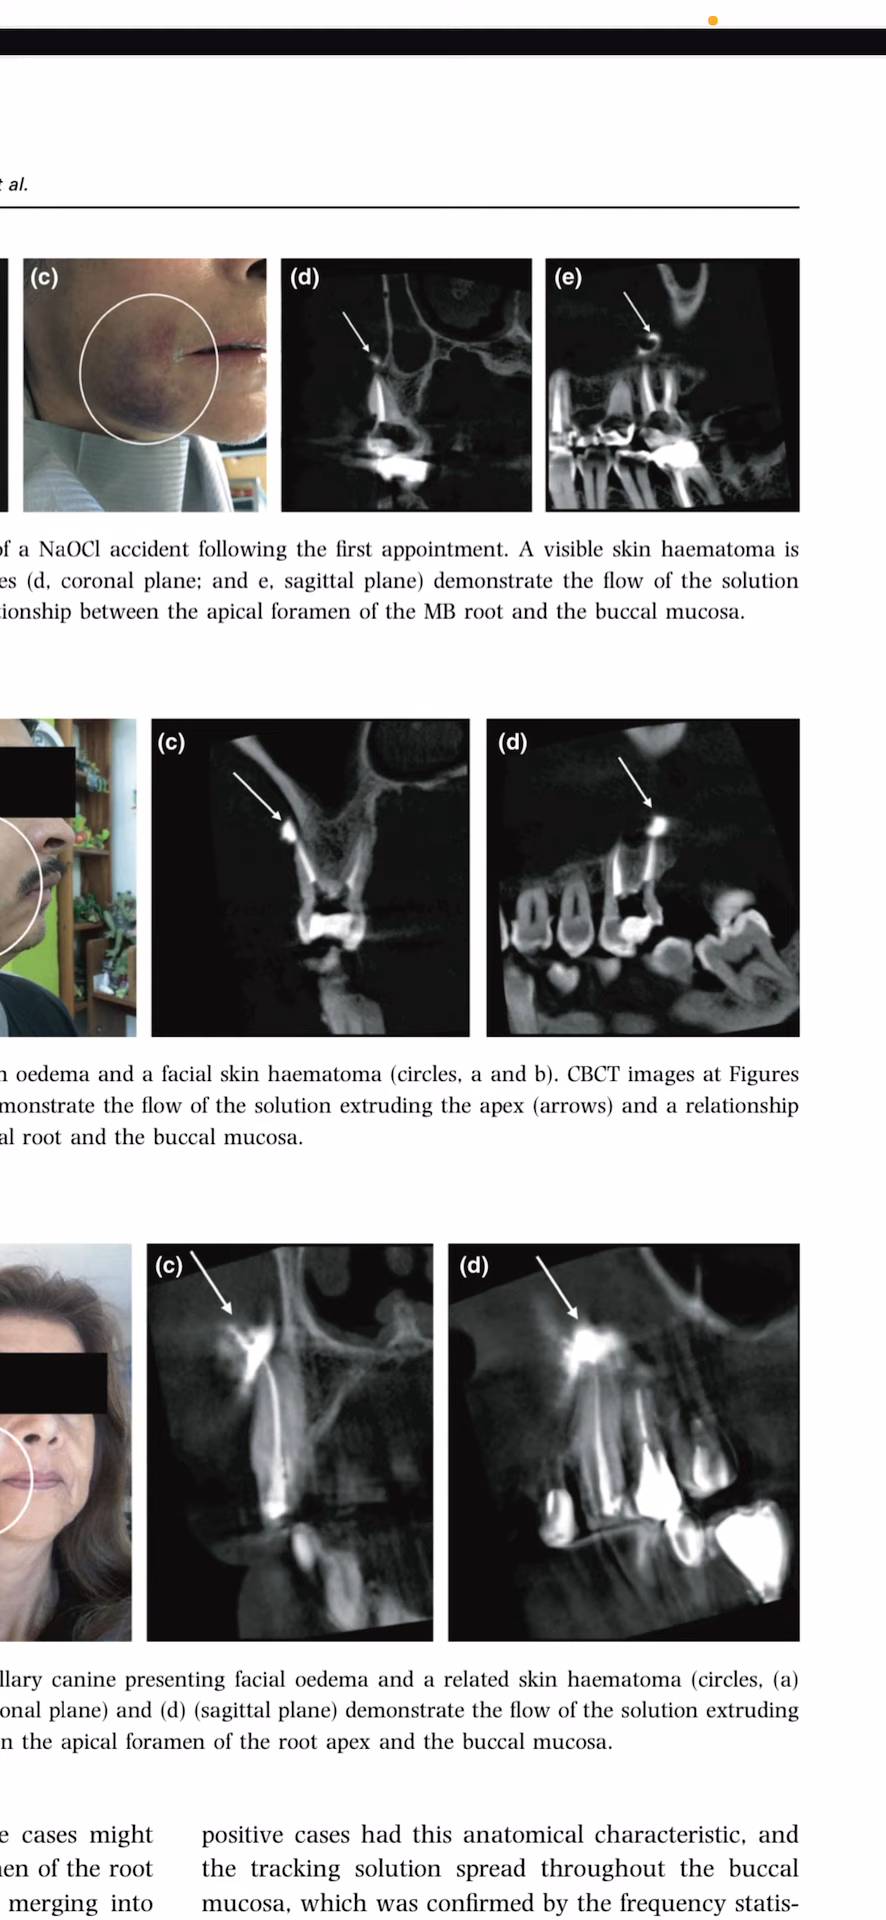 et al.
(c)
(d)
(e)
of a NaOCl accident following the first appointment. A visible skin haematoma is
es (d, coronal plane; and e, sagittal plane) demonstrate the flow of the solution
tionship between the apical foramen of the MB root and the buccal mucosa.
(c)
(d)
n oedema and a facial skin haematoma (circles, a and b). CBCT images at Figures
monstrate the flow of the solution extruding the apex (arrows) and a relationship
al root and the buccal mucosa.
(c)
(d)
llary canine presenting facial oedema and a related skin haematoma (circles, (a)
onal plane) and (d) (sagittal plane) demonstrate the flow of the solution extruding
n the apical foramen of the root apex and the buccal mucosa.
e cases might
nen of the root
merging into
positive cases had this anatomical characteristic, and
the tracking solution spread throughout the buccal
mucosa, which was confirmed by the frequency statis-